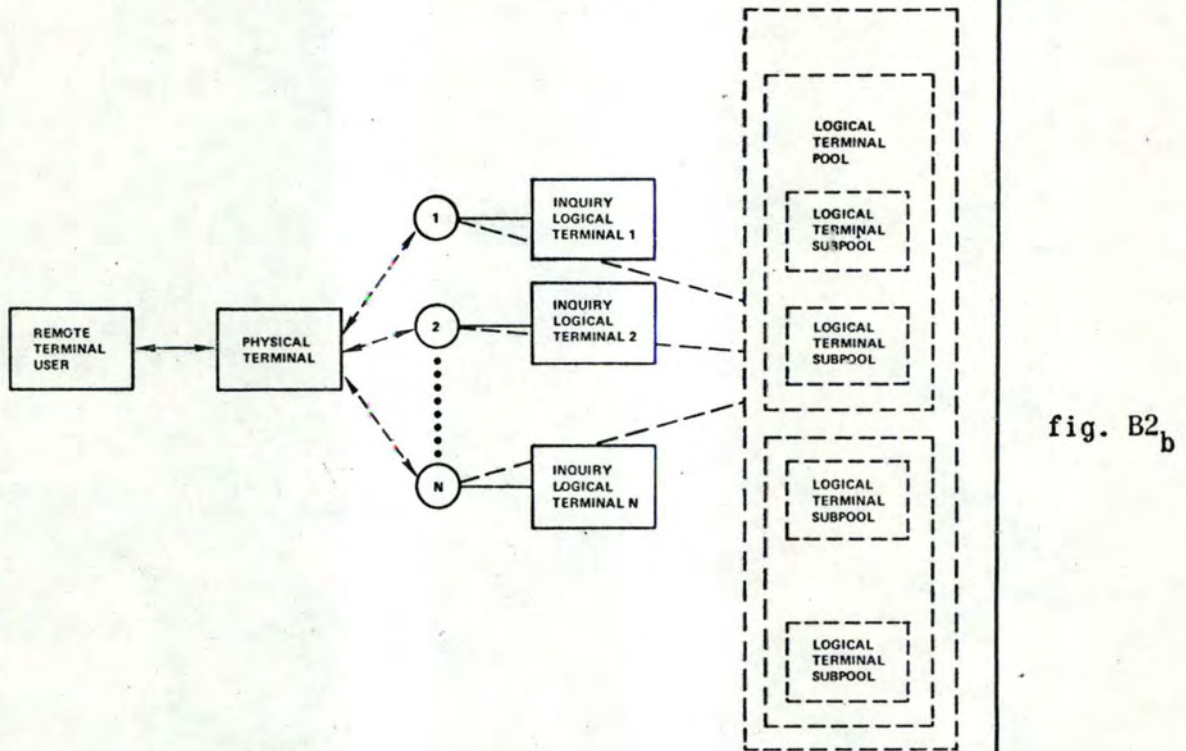 REMOTE
TERMINAL
USER
PHYSICAL
TERMINAL
1
2
N
INQUIRY
LOGICAL
TERMINAL 1
INQUIRY
LOGICAL
TERMINAL 2
INQUIRY
LOGICAL
TERMINAL N
LOGICAL
TERMINAL
POOL
LOGICAL
TERMINAL
SUBPOOL
LOGICAL
TERMINAL
SUBPOOL
LOGICAL
TERMINAL
SUBPOOL
LOGICAL
TERMINAL
SUBPOOL
fig. B2b